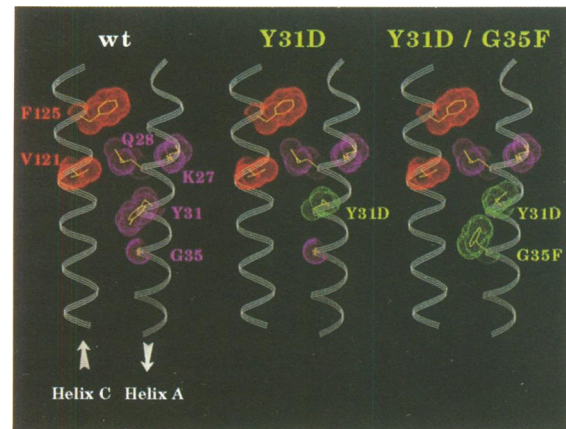 wt
Y31D
Y31D / G35F
F125
Q28
V121
K27
Y31
Y31D
Y31D
G35
G35F
Helix C
Helix A